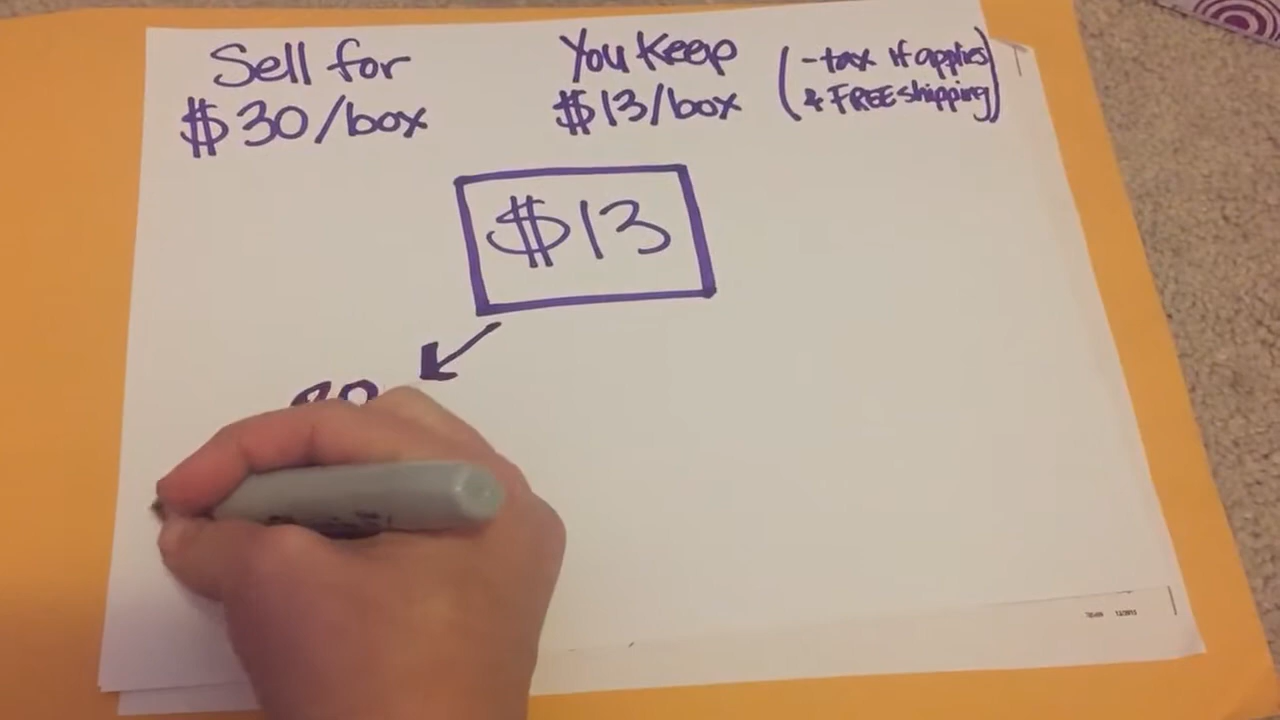 Sell for
$30/box
You Keep
$13/box
(-tax if applies
& FREE shipping)
$13